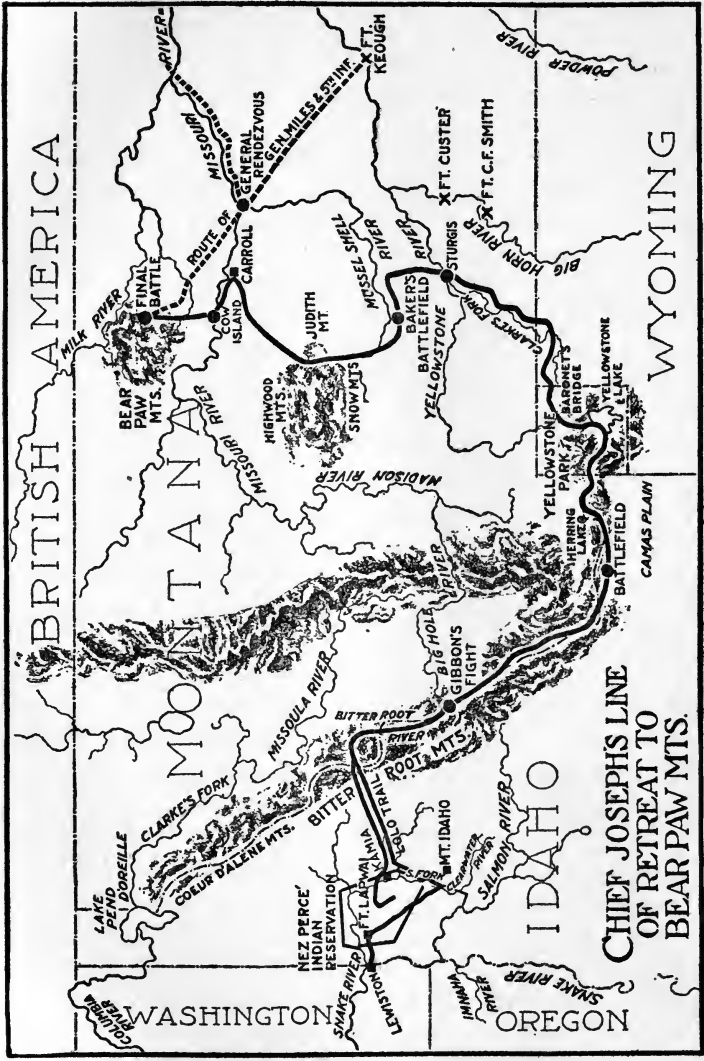 CHIEF JOSEPH'S LINE
OF RETREAT TO
BEAR PAW MTS.
BRITISH AMERICA
MONTANA
IDAHO
WASHINGTON
OREGON
WYOMING
COLUMBIA
RIVER
LAKE
PEND
D'OREILLE
CLARKE'S FORK
COEUR D'ALENE MTS.
BITTER
ROOT MTS.
MISSOULA RIVER
BITTER ROOT
RIVER
NEZ PERCE'
INDIAN
RESERVATION
SNAKE RIVER
LEWISTON
FT. LAPWAI
KAMIA
LOLO TRAIL
S. FORK
CLEARWATER
RIVER
MT. IDAHO
SALMON RIVER
IMNAHA
RIVER
SNAKE RIVER
BIG HOLE
RIVER
GIBBON'S
FIGHT
MADISON RIVER
MISSOURI
RIVER
HERRING
LAKE
BATTLEFIELD
CAMAS PLAIN
YELLOWSTONE
PARK
BARONET'S
BRIDGE
YELLOWSTONE
LAKE
CLARKE'S FORK
YELLOWSTONE
RIVER
STURGIS
BAKER'S
BATTLEFIELD
MUSSEL SHELL
RIVER
HIGHWOOD
MTS.
JUDITH
MT.
SNOW MTS
CARROLL
COW
ISLAND
BEAR
PAW
MTS.
FINAL
BATTLE
MILK RIVER
ROUTE OF
GEN. MILES & 5TH INF.
GENERAL
RENDEZVOUS
MISSOURI
RIVER
FT.
KEOUGH
FT. CUSTER
FT. C.F. SMITH
BIG
HORN RIVER
POWDER
RIVER